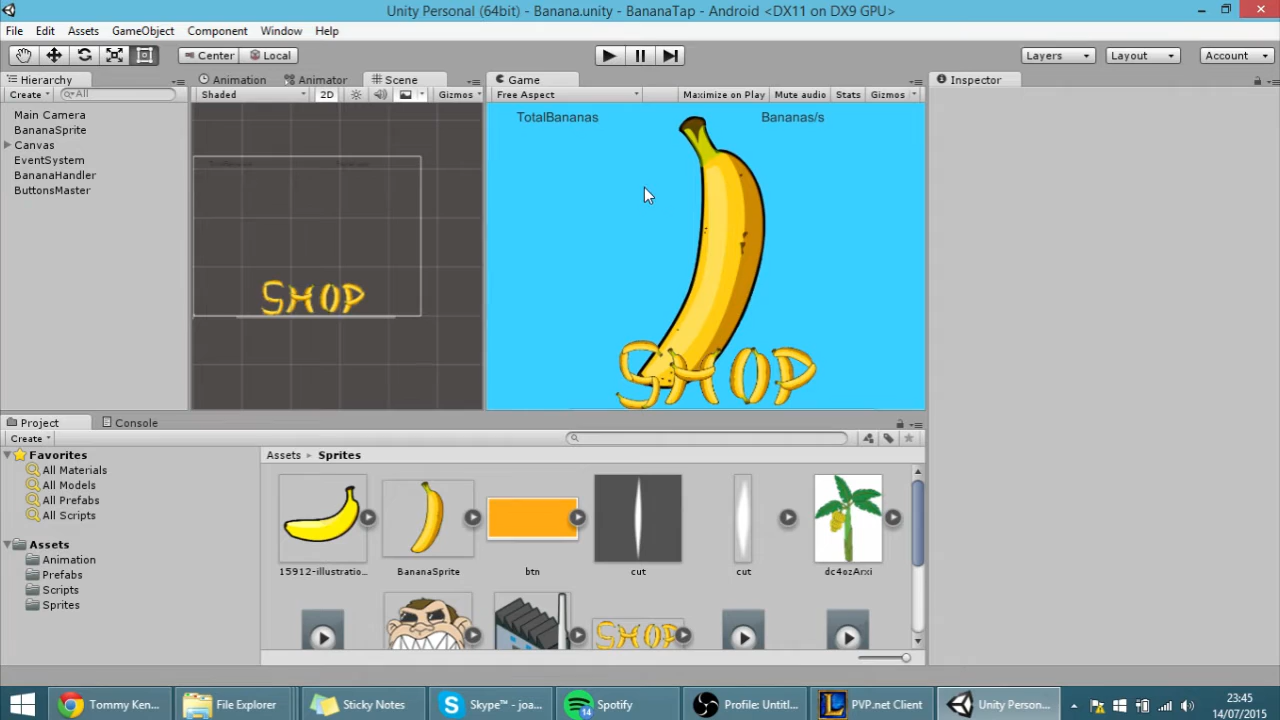 Unity Personal (64bit) - Banana.unity - BananaTap - Android <DX11 on DX9 GPU>
File Edit Assets GameObject Component Window Help
Center Local Layers Layout Account
Hierarchy Animation Animator Scene Game Inspector
Create All Shaded 2D Gizmos Free Aspect Maximize on Play Mute audio Stats Gizmos
Main Camera
BananaSprite
Canvas
EventSystem
BananaHandler
ButtonsMaster
SHOP
TotalBananas Bananas/s
SHOP
Project Console
Create
Favorites
All Materials
All Models
All Prefabs
All Scripts
Assets
Animation
Prefabs
Scripts
Sprites
Assets ▸ Sprites
15912-illustratio... BananaSprite btn cut cut dc4ozArxi
SHOP
Tommy Ken... File Explorer Sticky Notes Skype™ - joa... 14 Spotify Profile: Untitl... PVP.net Client Unity Person...
23:45
14/07/2015